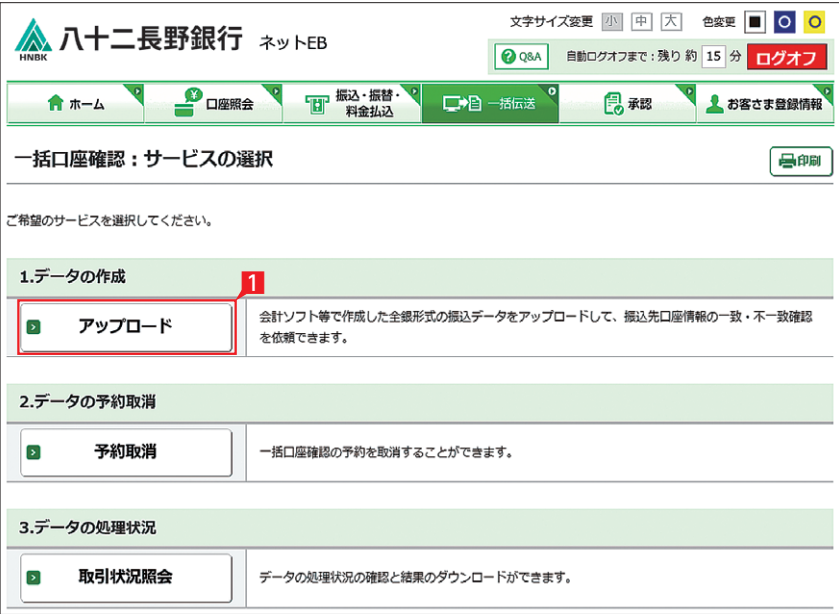 文字サイズ変更 小 中 大 色変更 ■ O O
HNBK 八十二長野銀行 ネットEB
? Q&A 自動ログオフまで：残り 約 15 分 ログオフ
ホーム 口座照会 振込・振替・ 一括伝送 承認 お客さま登録情報
料金払込
一括口座確認：サービスの選択 印刷
ご希望のサービスを選択してください。
1.データの作成
1
アップロード 会計ソフト等で作成した全銀形式の振込データをアップロードして、振込先口座情報の一致・不一致確認
を依頼できます。
2.データの予約取消
予約取消 一括口座確認の予約を取消することができます。
3.データの処理状況
取引状況照会 データの処理状況の確認と結果のダウンロードができます。